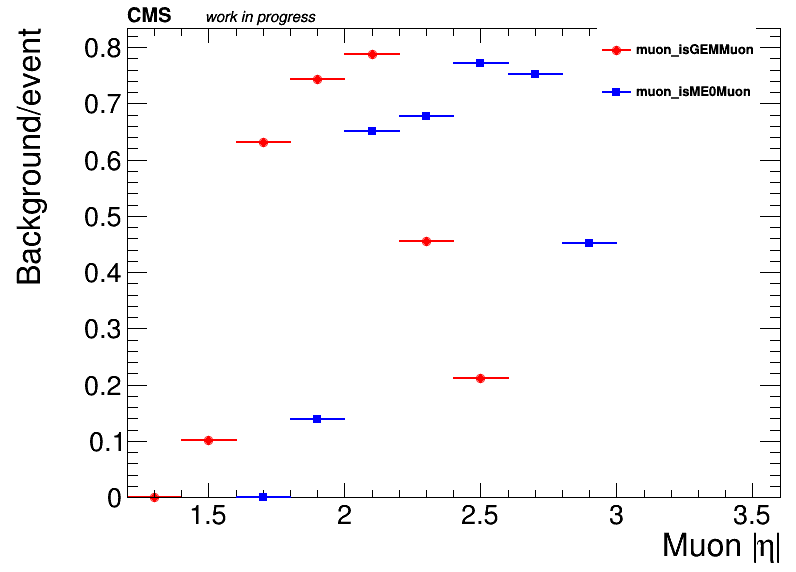 CMS work in progress
Background/event
0.8
0.7
0.6
0.5
0.4
0.3
0.2
0.1
0
muon_isGEMMuon
muon_isME0Muon
1.5 2 2.5 3 3.5
Muon |η|